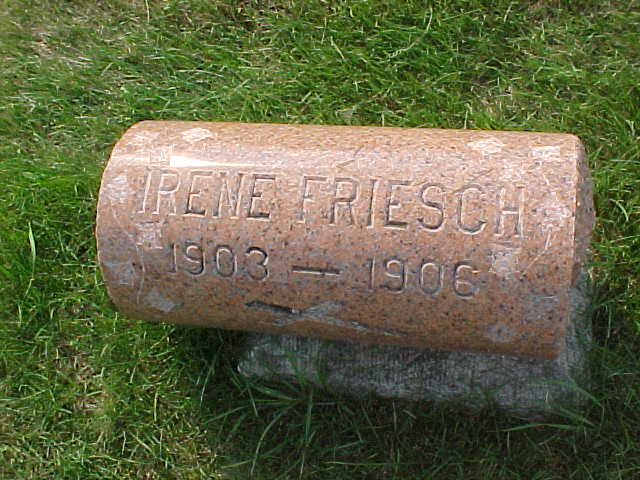 IRENE FRIESCH
1903 — 1906